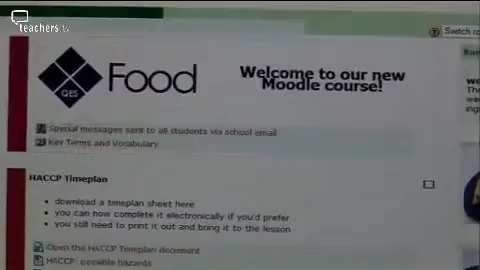 teachers tv
Switch ro
QES
Food
Welcome to our new
Moodle course!
Special messages sent to all students via school email
Key Terms and Vocabulary
HACCP Timeplan
download a timeplan sheet here
you can now complete it electronically if you'd prefer
you still need to print it out and bring it to the lesson
Open the HACCP Timeplan document
HACCP: possible hazards